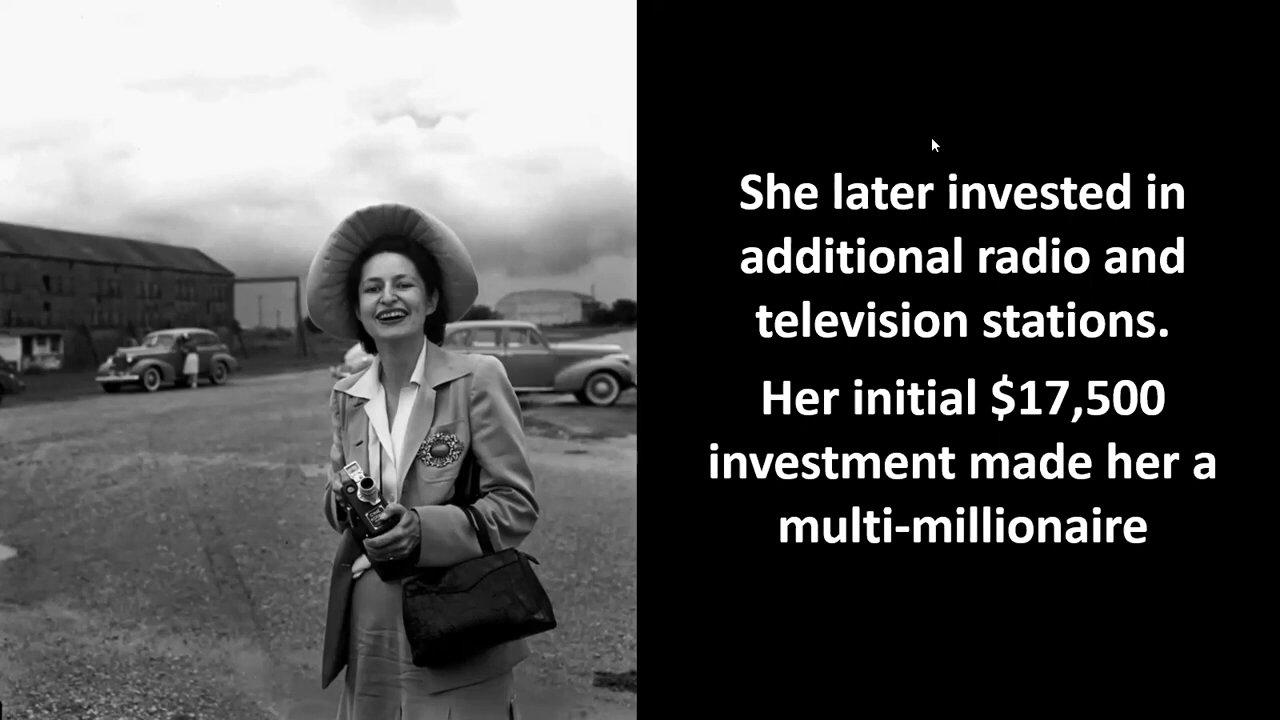 She later invested in
additional radio and
television stations.
Her initial $17,500
investment made her a
multi-millionaire